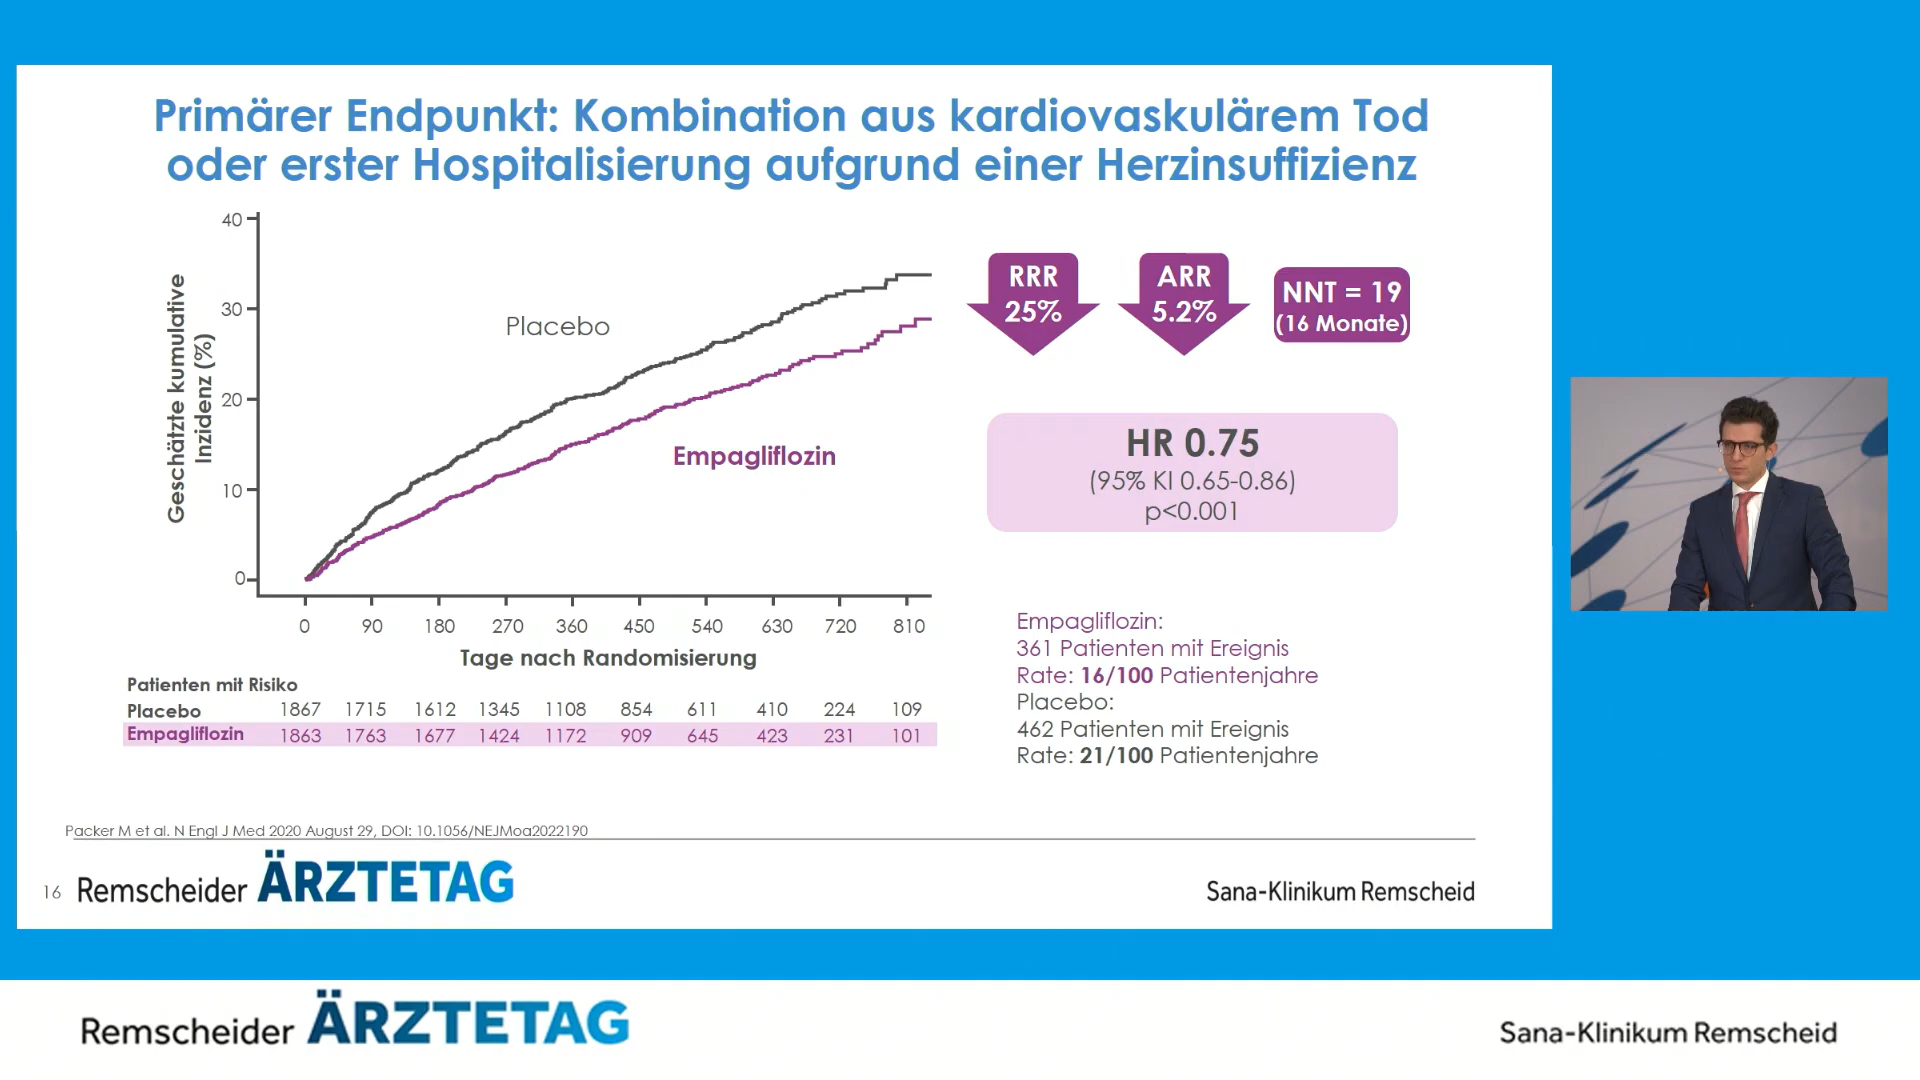 Primärer Endpunkt: Kombination aus kardiovaskulärem Tod
oder erster Hospitalisierung aufgrund einer Herzinsuffizienz
Geschätzte kumulative
Inzidenz (%)
40
30
20
10
0
Placebo
Empagliflozin
0 90 180 270 360 450 540 630 720 810
Tage nach Randomisierung
Patienten mit Risiko
Placebo 1867 1715 1612 1345 1108 854 611 410 224 109
Empagliflozin 1863 1763 1677 1424 1172 909 645 423 231 101
RRR
25%
ARR
5.2%
NNT = 19
(16 Monate)
HR 0.75
(95% KI 0.65-0.86)
p<0.001
Empagliflozin:
361 Patienten mit Ereignis
Rate: 16/100 Patientenjahre
Placebo:
462 Patienten mit Ereignis
Rate: 21/100 Patientenjahre
Packer M et al. N Engl J Med 2020 August 29, DOI: 10.1056/NEJMoa2022190
16 Remscheider ÄRZTETAG
Sana-Klinikum Remscheid
Remscheider ÄRZTETAG
Sana-Klinikum Remscheid